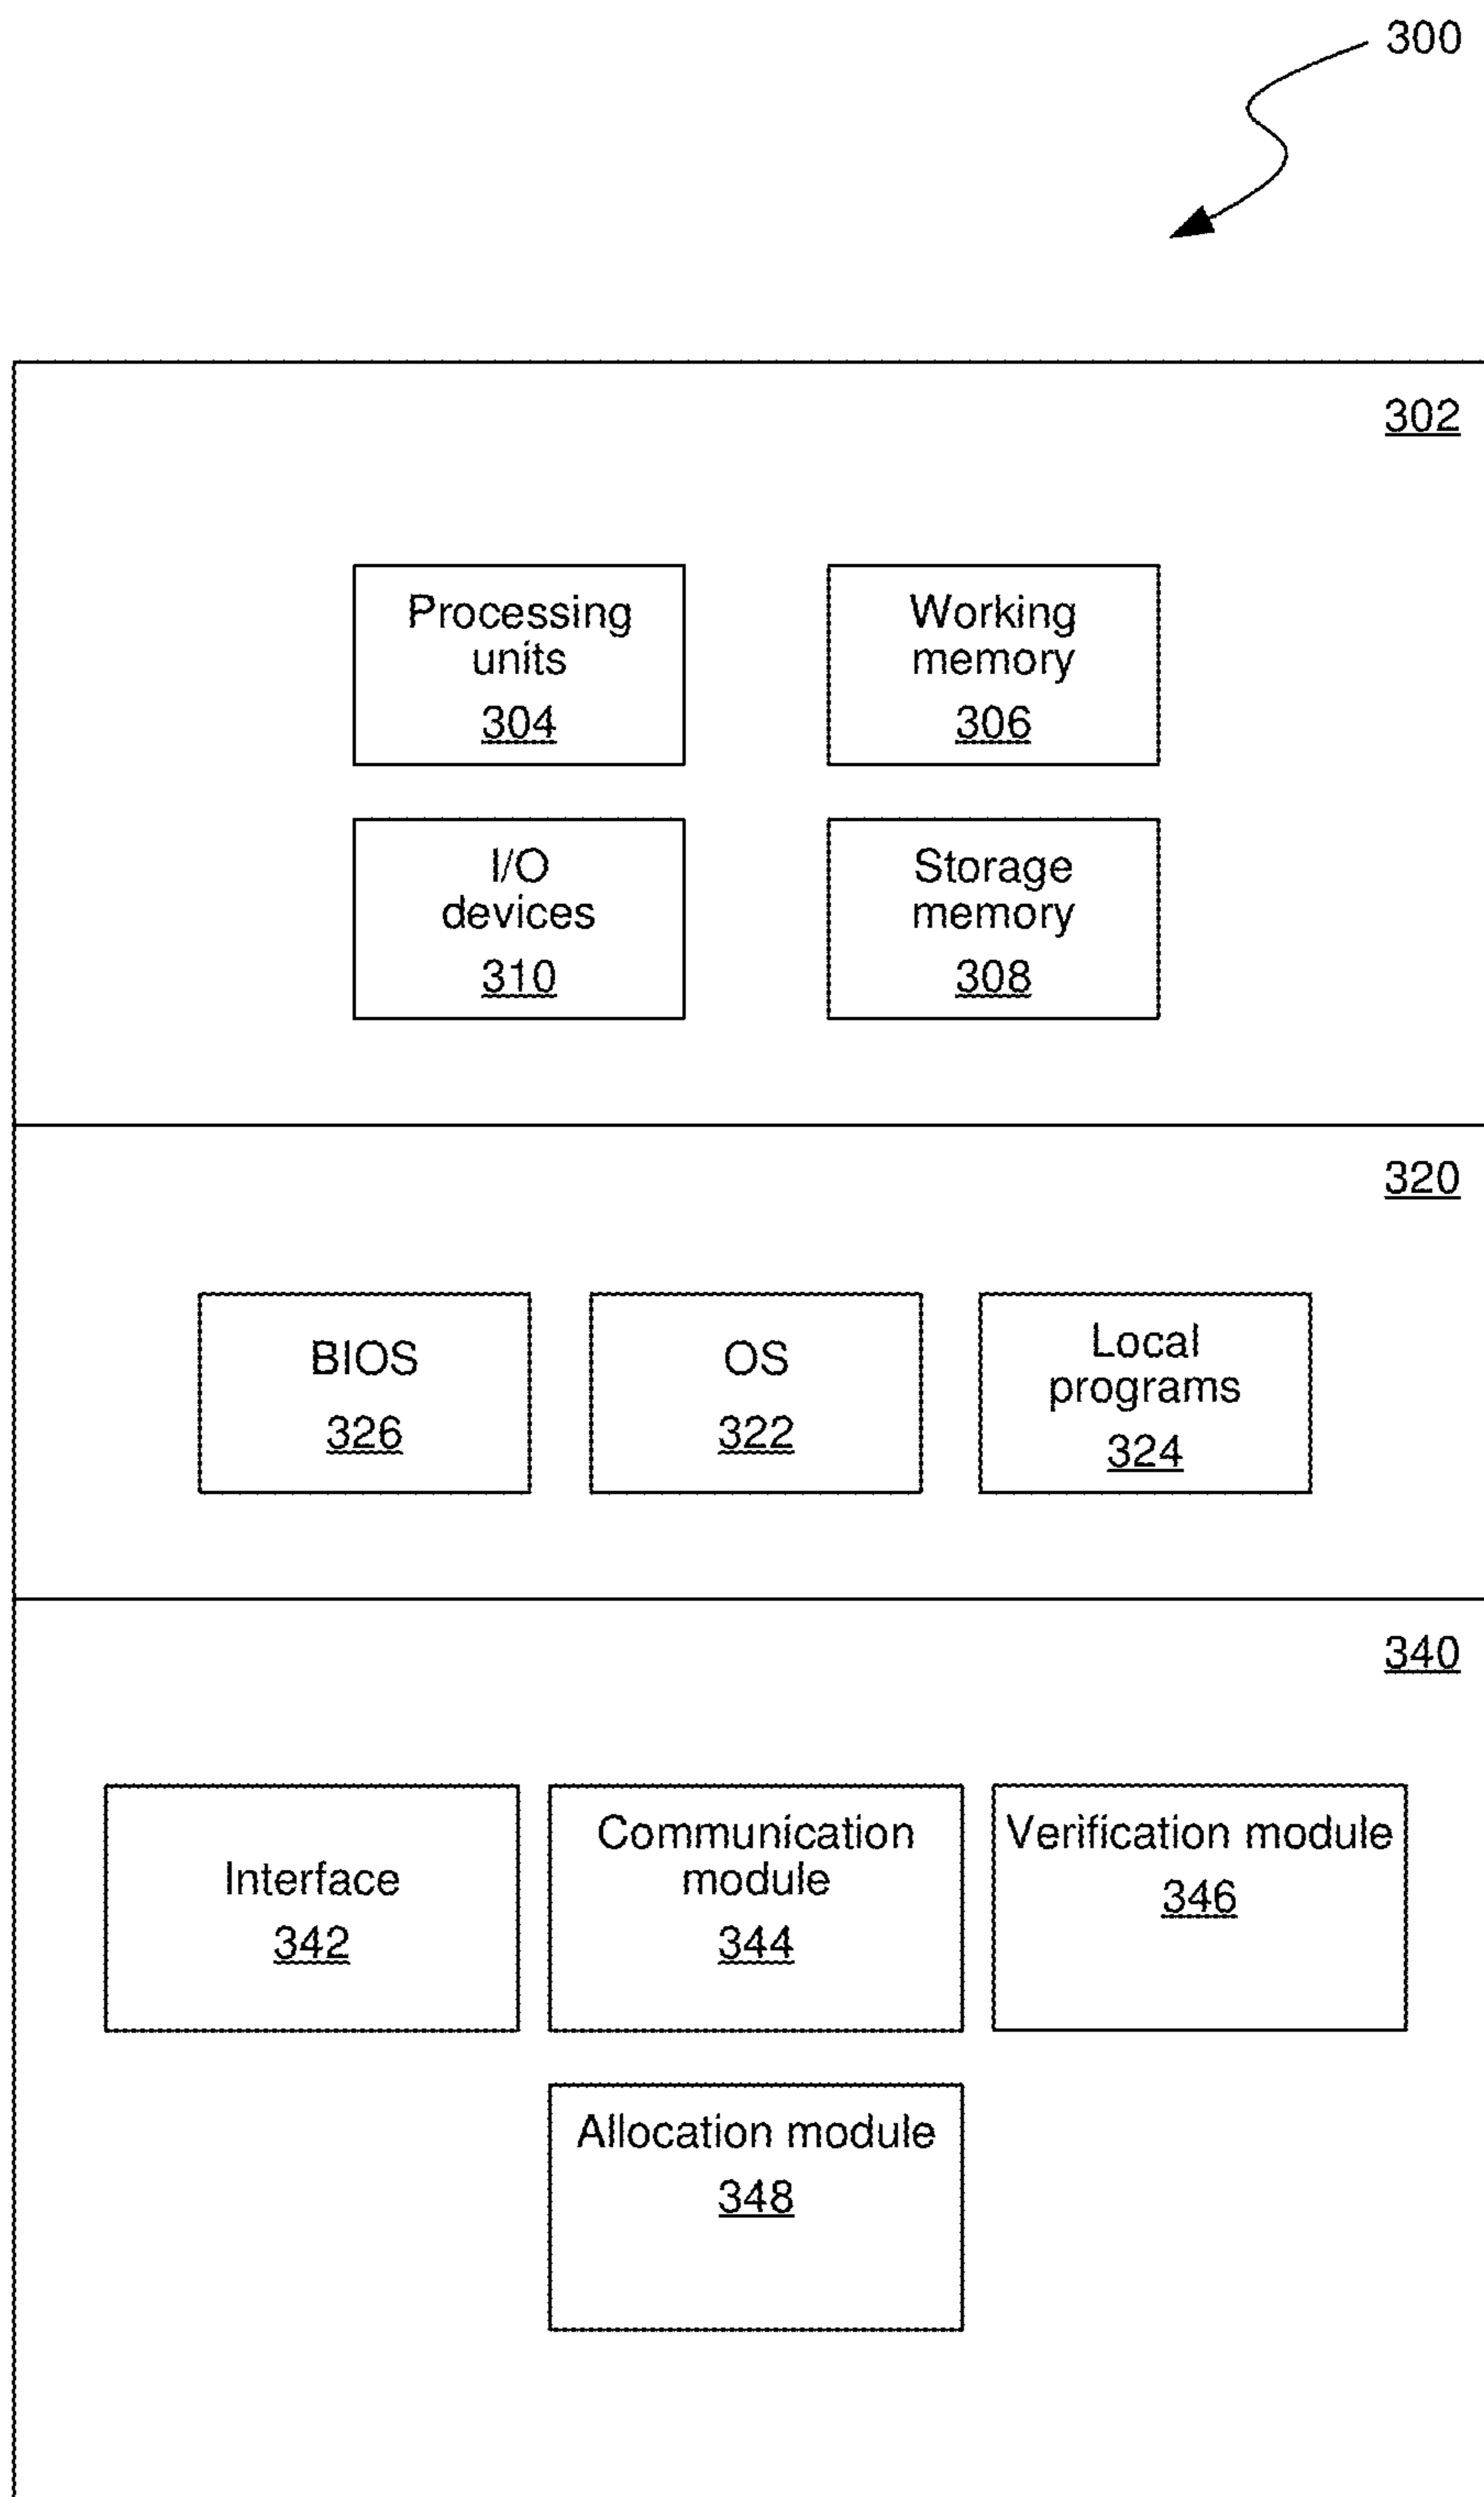 300
302
Processing
units
304
Working
memory
306
I/O
devices
310
Storage
memory
308
320
BIOS
326
OS
322
Local
programs
324
340
Interface
342
Communication
module
344
Verification module
346
Allocation module
348